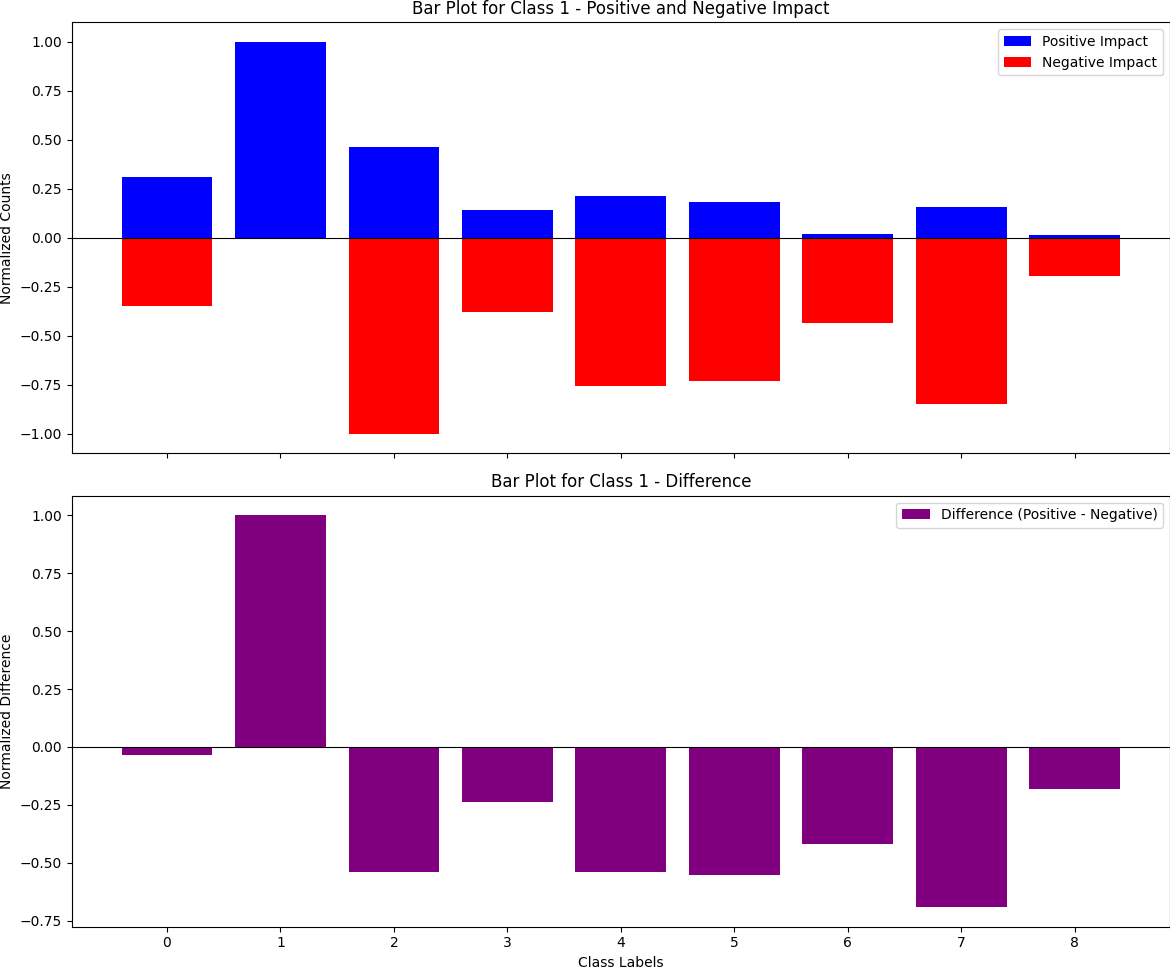 Bar Plot for Class 1 - Positive and Negative Impact
1.00
0.75
0.50
0.25
0.00
−0.25
−0.50
−0.75
−1.00
Normalized Counts
Positive Impact
Negative Impact
Bar Plot for Class 1 - Difference
1.00
0.75
0.50
0.25
0.00
−0.25
−0.50
−0.75
Normalized Difference
Difference (Positive - Negative)
0 1 2 3 4 5 6 7 8
Class Labels